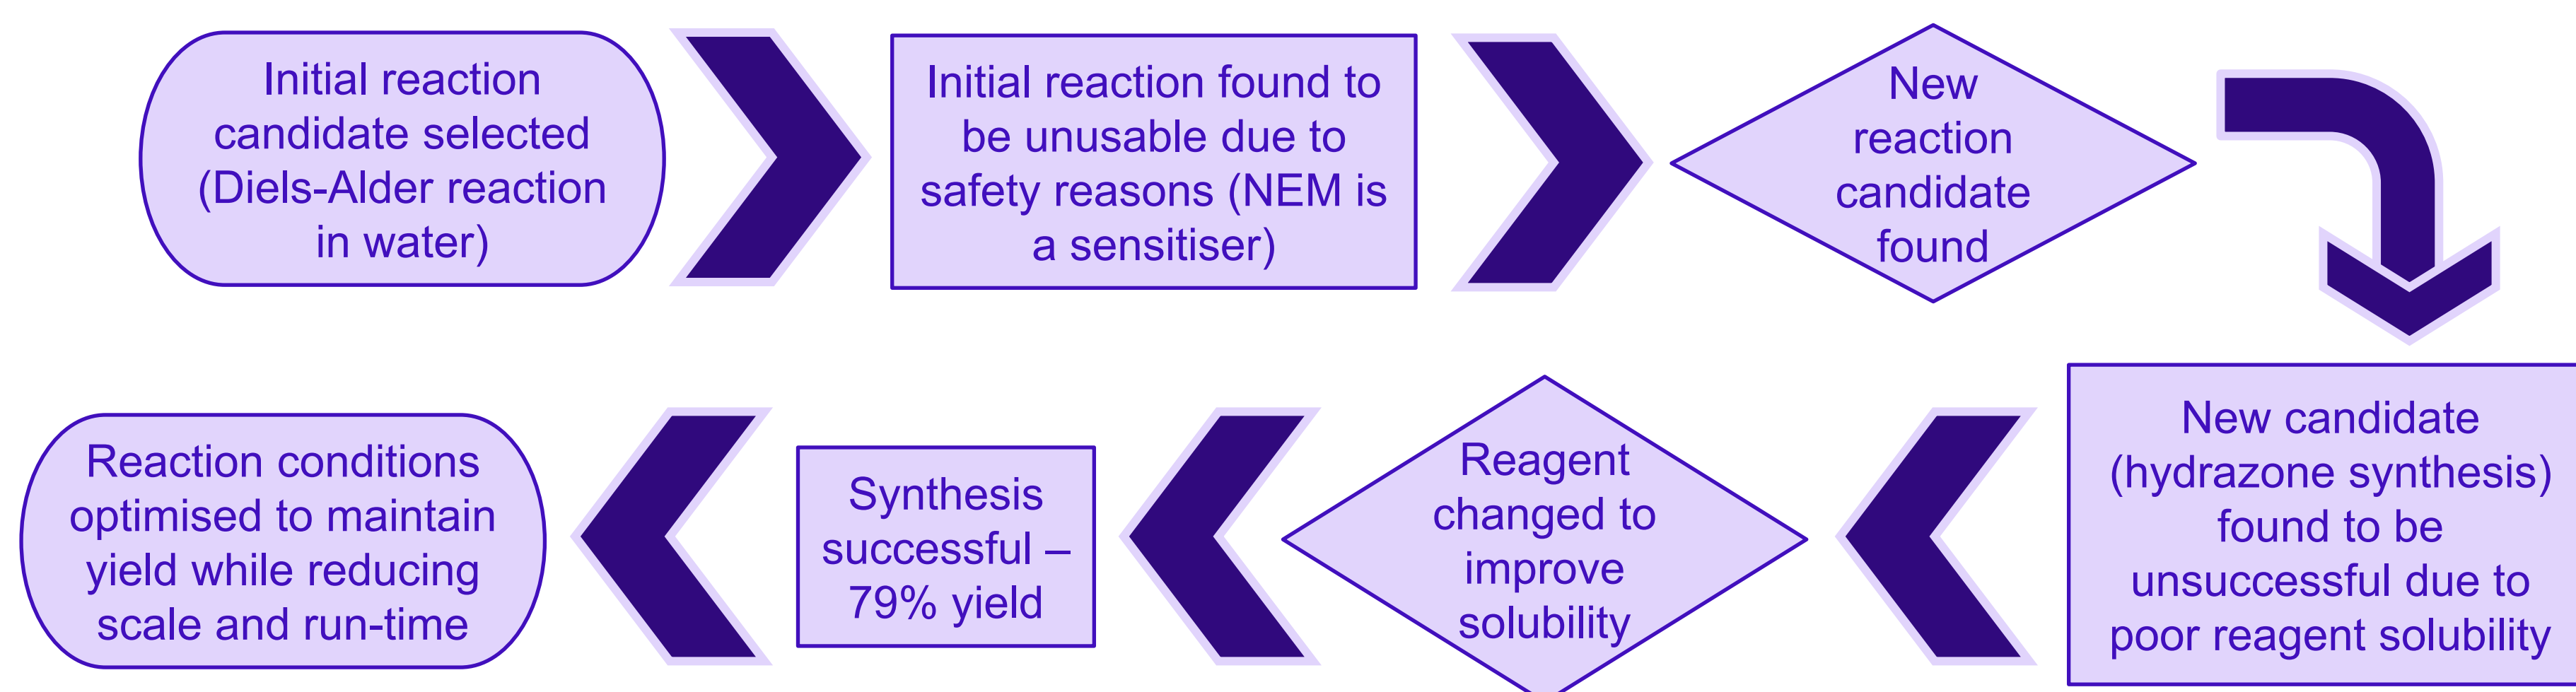 Initial reaction
candidate selected
(Diels-Alder reaction
in water)
Initial reaction found to
be unusable due to
safety reasons (NEM is
a sensitiser)
New
reaction
candidate
found
New candidate
(hydrazone synthesis)
found to be
unsuccessful due to
poor reagent solubility
Reagent
changed to
improve
solubility
Synthesis
successful –
79% yield
Reaction conditions
optimised to maintain
yield while reducing
scale and run-time